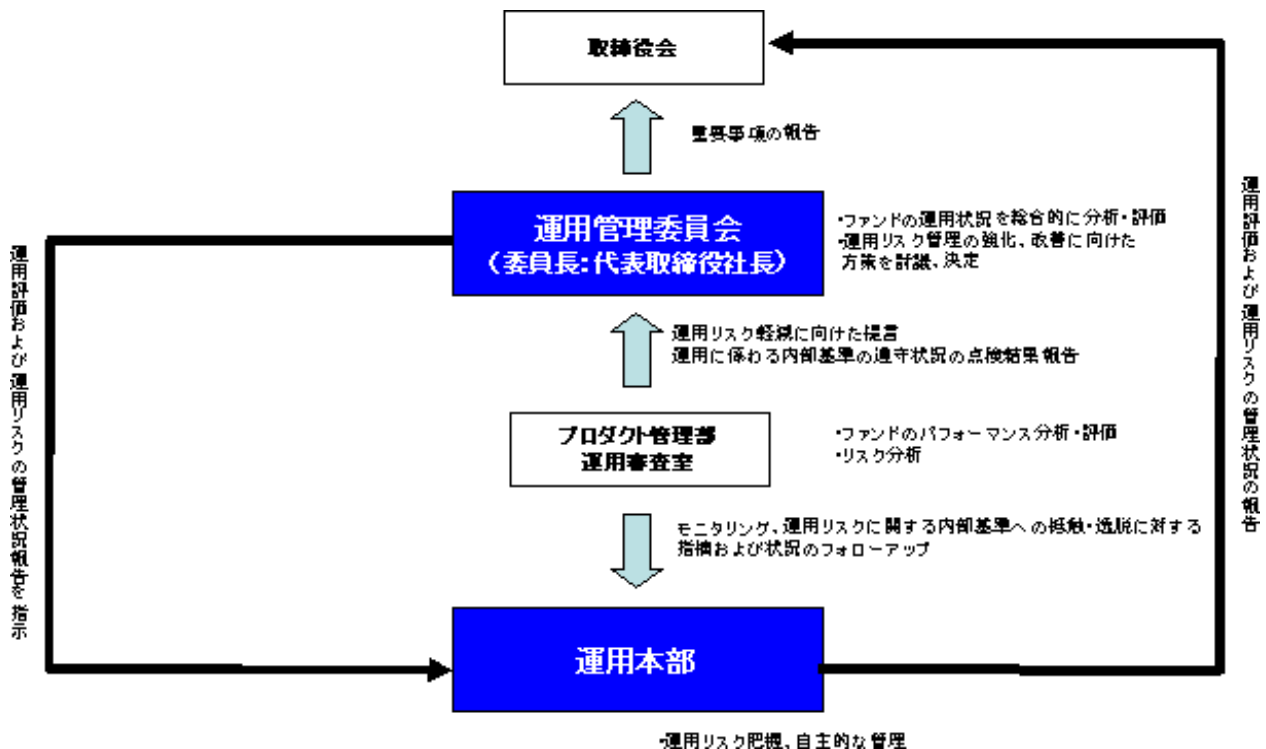 取締役会
重要事項の報告
運用管理委員会
（委員長：代表取締役社長）
・ファンドの運用状況を総合的に分析・評価
・運用リスク管理の強化、改善に向けた
方策を討議、決定
運用リスク軽減に向けた提言
運用に係わる内部基準の遵守状況の点検結果報告
プロダクト管理部
運用審査室
・ファンドのパフォーマンス分析・評価
・リスク分析
モニタリング、運用リスクに関する内部基準への抵触・逸脱に対する
指摘および状況のフォローアップ
運用本部
・運用リスク把握、自主的な管理
運用評価および運用リスクの管理状況報告を指示
運用評価および運用リスクの管理状況の報告